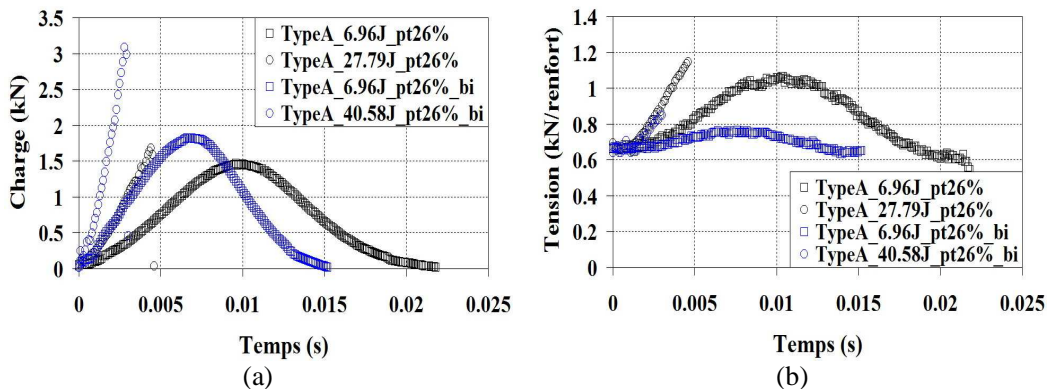 3.5
3
2.5
2
1.5
1
0.5
0
Charge (kN)
TypeA_6.96J_pt26%
TypeA_27.79J_pt26%
TypeA_6.96J_pt26%_bi
TypeA_40.58J_pt26%_bi
0 0.005 0.01 0.015 0.02 0.025
Temps (s)
(a)
1.4
1.2
1
0.8
0.6
0.4
0.2
0
Tension (kN/renfort)
TypeA_6.96J_pt26%
TypeA_27.79J_pt26%
TypeA_6.96J_pt26%_bi
TypeA_40.58J_pt26%_bi
0 0.005 0.01 0.015 0.02 0.025
Temps (s)
(b)